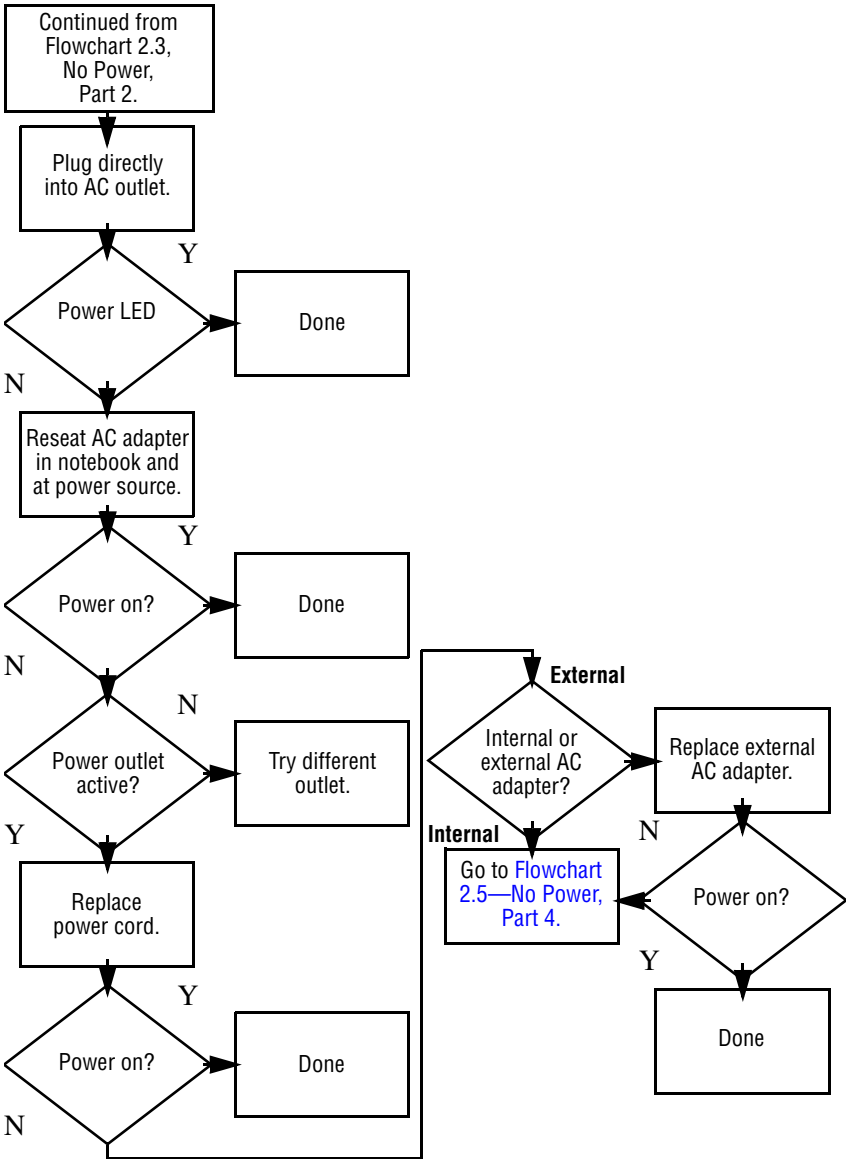 Continued from
Flowchart 2.3,
No Power,
Part 2.
Plug directly
into AC outlet.
Y
Power LED
Done
N
Reseat AC adapter
in notebook and
at power source.
Y
Power on?
Done
N
N
Power outlet
active?
Try different
outlet.
Y
Replace
power cord.
Y
Power on?
Done
N
External
Internal or
external AC
adapter?
Replace external
AC adapter.
Internal
N
Go to Flowchart
2.5—No Power,
Part 4.
Power on?
Y
Done